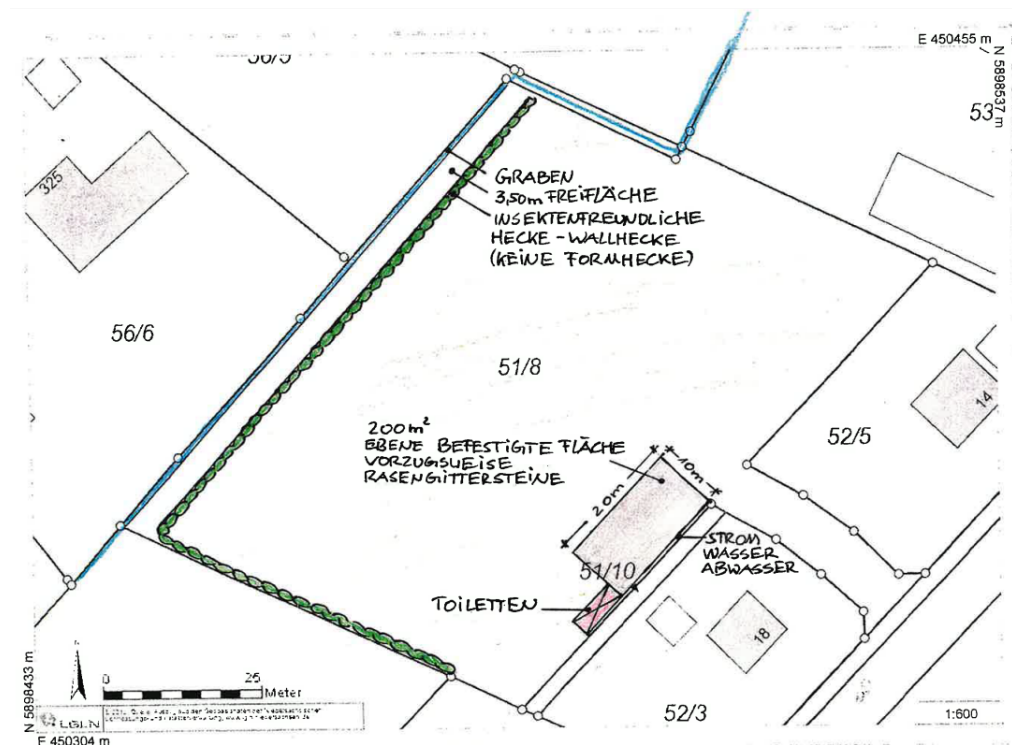 56/5
E 450455 m
N 5898537 m
53
325
GRABEN
3,50m FREIFLÄCHE
INSEKTENFREUNDLICHE
HECKE - WALLHECKE
(KEINE FORMHECKE)
56/6
51/8
14
52/5
200 m²
EBENE BEFESTIGTE FLÄCHE
VORZUGSWEISE
RASENGITTERSTEINE
20m
10m
51/10
STROM
WASSER
ABWASSER
TOILETTEN
18
52/3
N 5898433 m
E 450304 m
0 25
Meter
LGLN
1:600